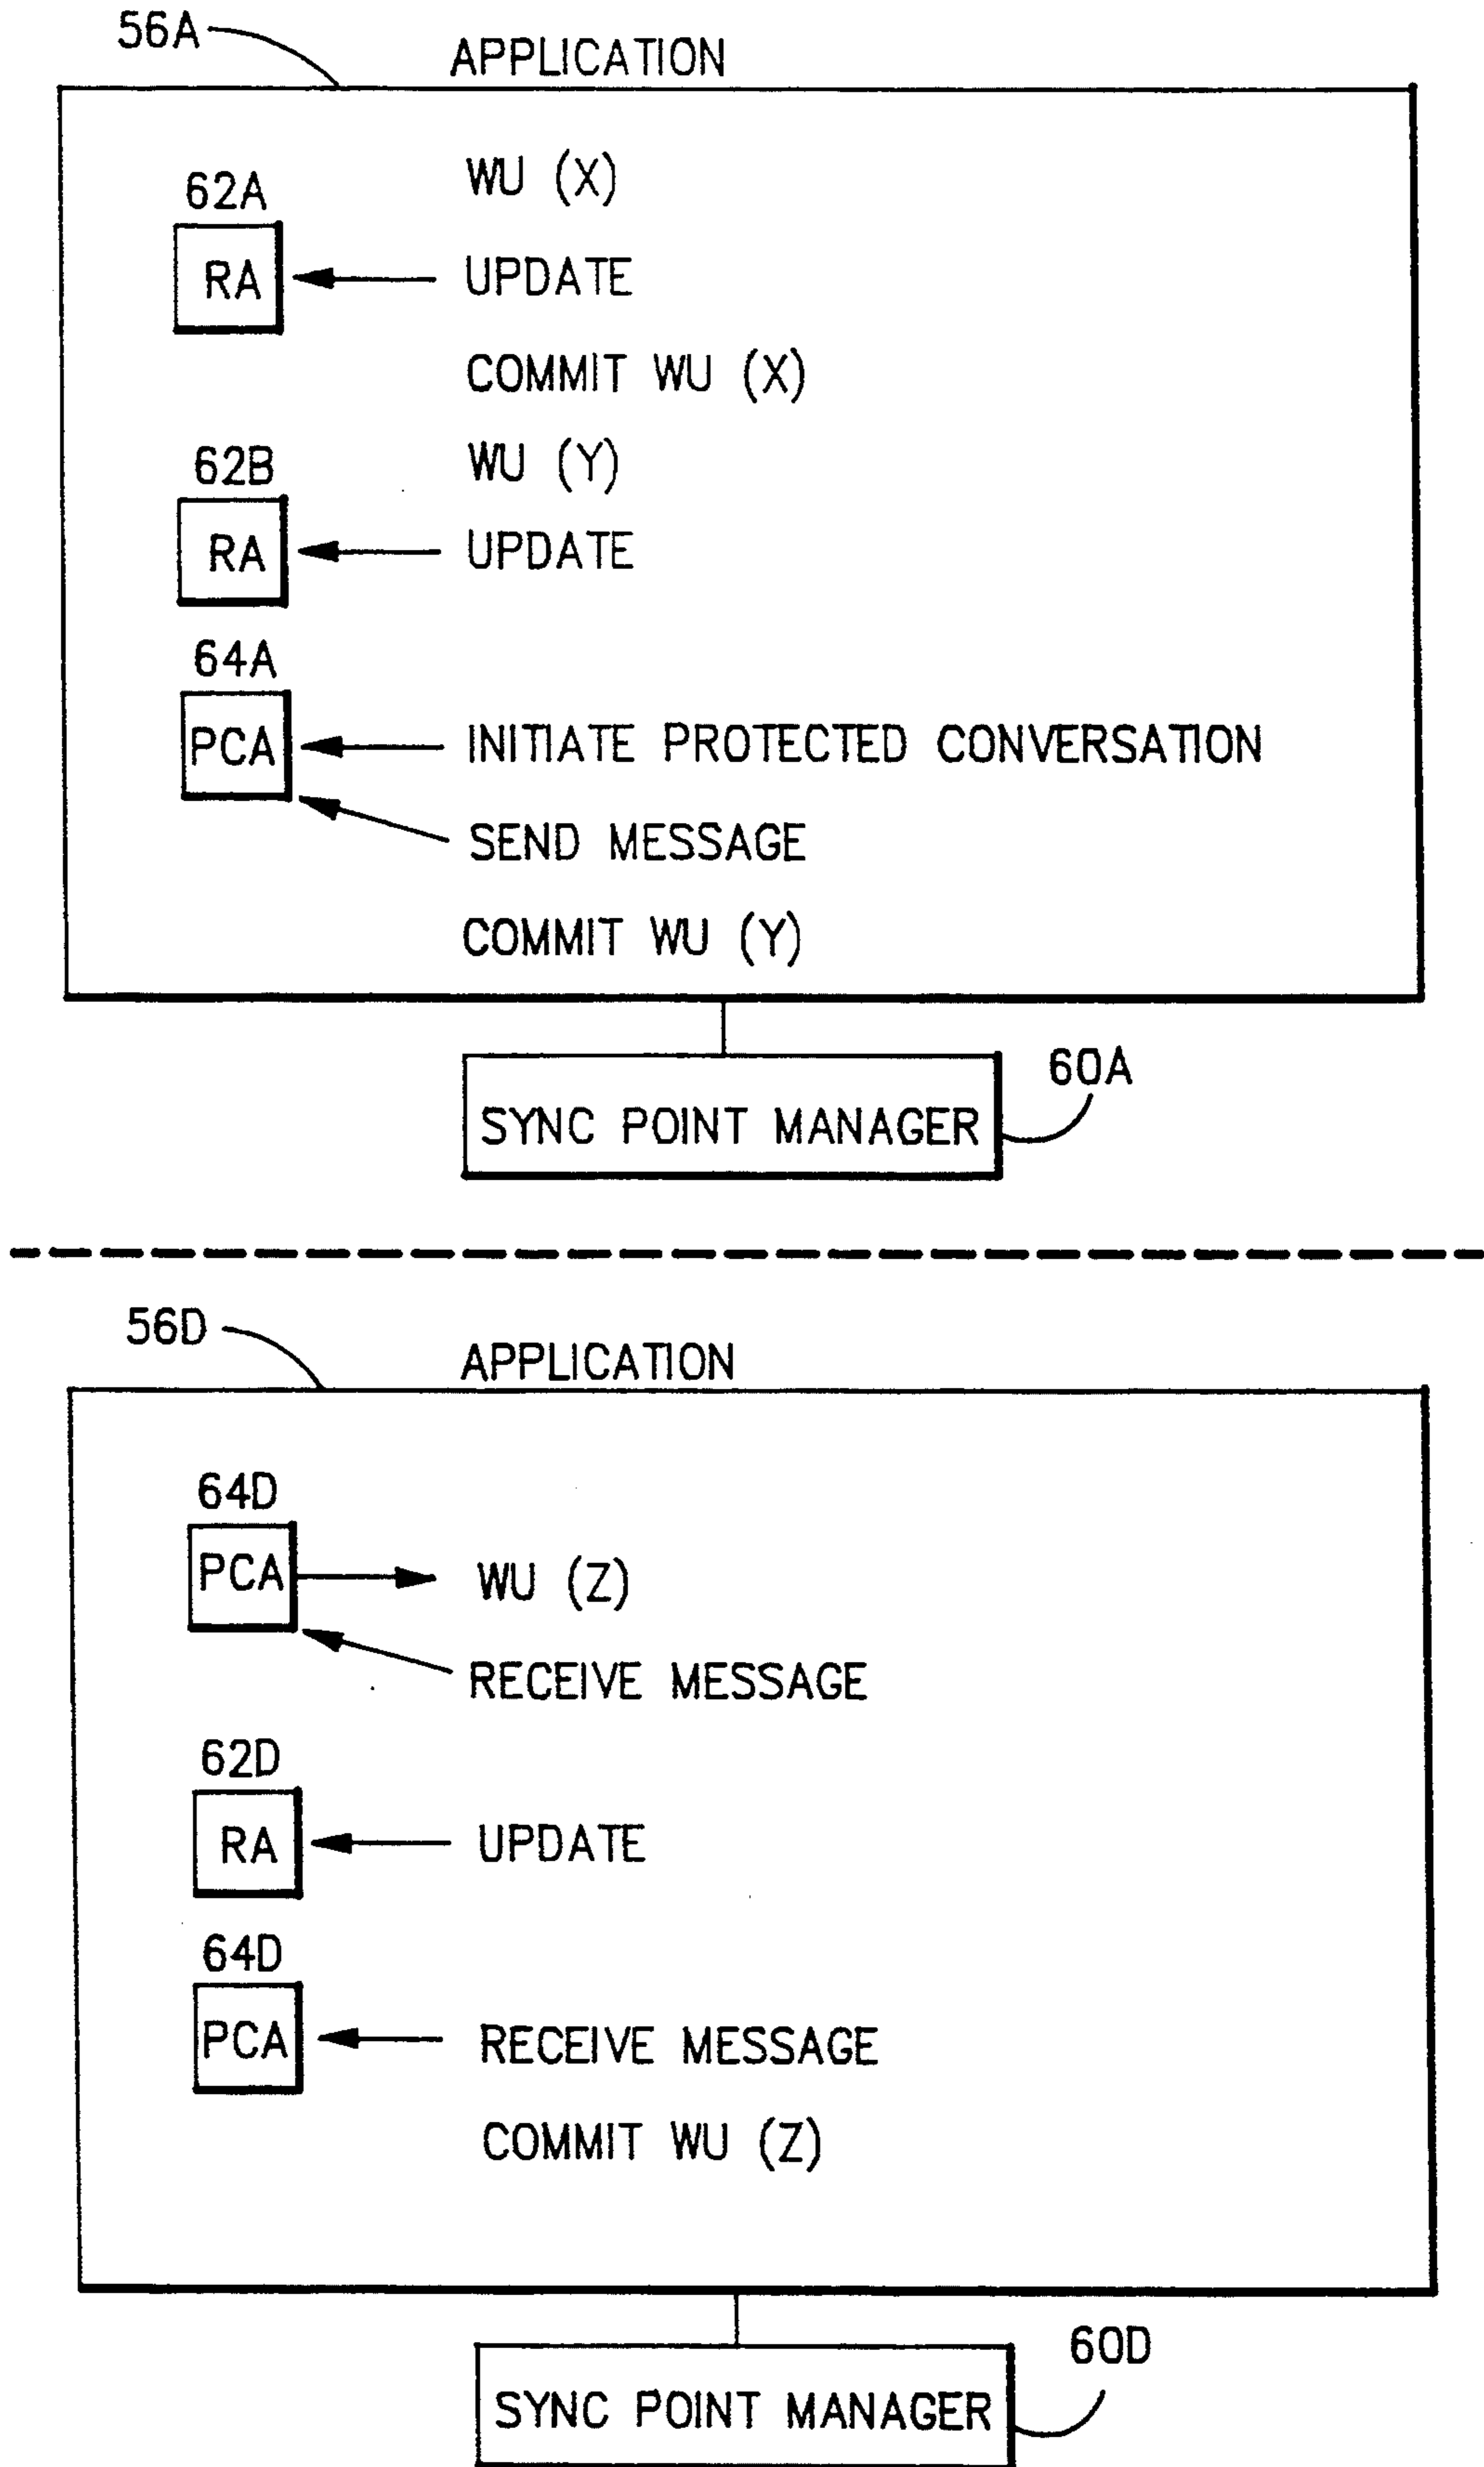 56A
APPLICATION
WU (X)
62A
RA
UPDATE
COMMIT WU (X)
62B
WU (Y)
RA
UPDATE
64A
PCA
INITIATE PROTECTED CONVERSATION
SEND MESSAGE
COMMIT WU (Y)
60A
SYNC POINT MANAGER
56D
APPLICATION
64D
PCA
WU (Z)
RECEIVE MESSAGE
62D
RA
UPDATE
64D
PCA
RECEIVE MESSAGE
COMMIT WU (Z)
60D
SYNC POINT MANAGER